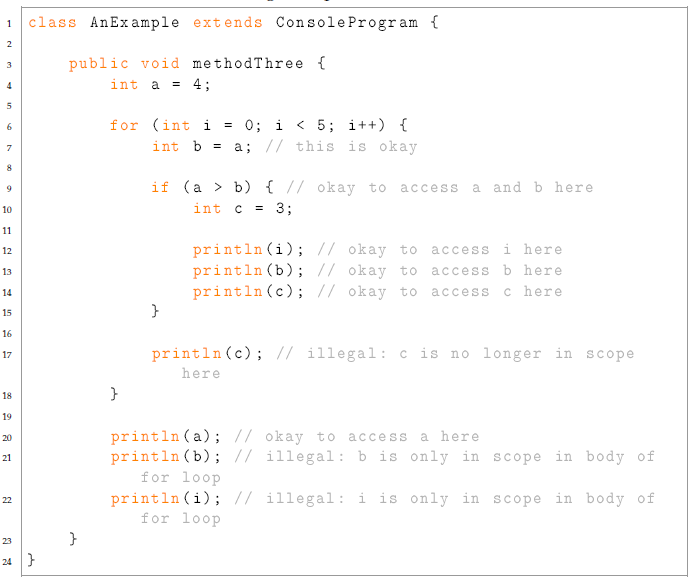 1 class AnExample extends ConsoleProgram {
2
3 public void methodThree {
4 int a = 4;
5
6 for (int i = 0; i < 5; i++) {
7 int b = a; // this is okay
8
9 if (a > b) { // okay to access a and b here
10 int c = 3;
11
12 println(i); // okay to access i here
13 println(b); // okay to access b here
14 println(c); // okay to access c here
15 }
16
17 println(c); // illegal: c is no longer in scope
here
18 }
19
20 println(a); // okay to access a here
21 println(b); // illegal: b is only in scope in body of
for loop
22 println(i); // illegal: i is only in scope in body of
for loop
23 }
24 }